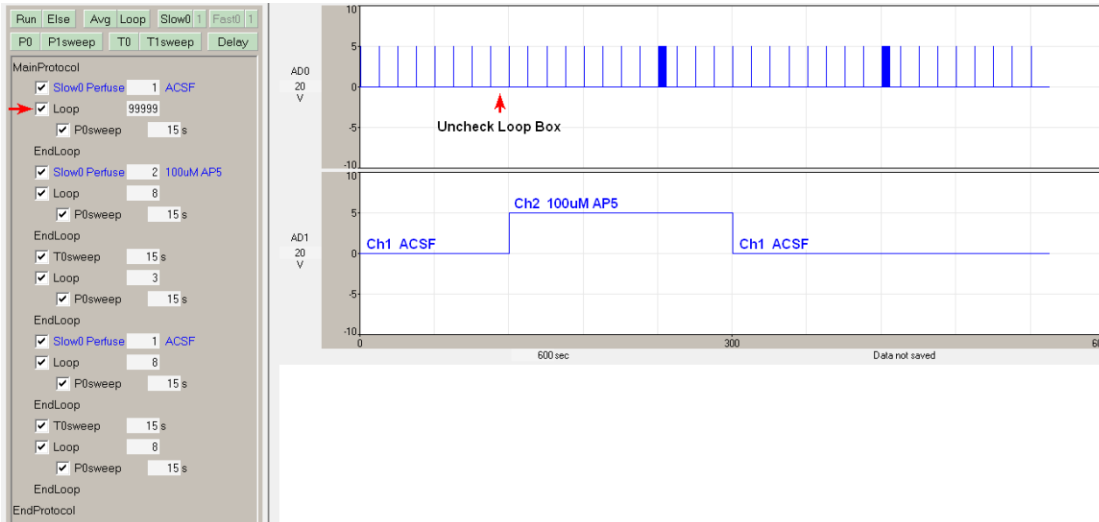 Run Else Avg Loop Slow0 1 Fast0 1
P0 P1sweep T0 T1sweep Delay
MainProtocol
Slow0 Perfuse 1 ACSF
Loop 99999
P0sweep 15 s
EndLoop
Slow0 Perfuse 2 100uM AP5
Loop 8
P0sweep 15 s
EndLoop
T0sweep 15 s
Loop 3
P0sweep 15 s
EndLoop
Slow0 Perfuse 1 ACSF
Loop 8
P0sweep 15 s
EndLoop
T0sweep 15 s
Loop 8
P0sweep 15 s
EndLoop
EndProtocol
10
5
AD0
20
V
0
Uncheck Loop Box
-5
-10
10
Ch2 100uM AP5
5
AD1
20
V
Ch1 ACSF
Ch1 ACSF
0
-5
-10
0 300
600 sec Data not saved